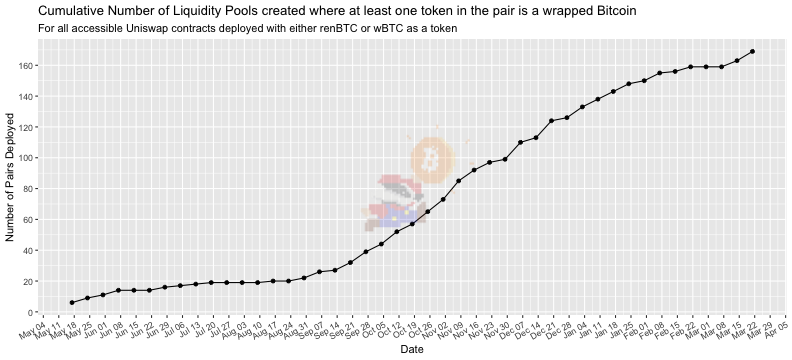 Cumulative Number of Liquidity Pools created where at least one token in the pair is a wrapped Bitcoin
For all accessible Uniswap contracts deployed with either renBTC or wBTC as a token
Number of Pairs Deployed
160
140
120
100
80
60
40
20
0
May 04
May 11
May 18
May 25
Jun 01
Jun 08
Jun 15
Jun 22
Jun 29
Jul 06
Jul 13
Jul 20
Jul 27
Aug 03
Aug 10
Aug 17
Aug 24
Aug 31
Sep 07
Sep 14
Sep 21
Sep 28
Oct 05
Oct 12
Oct 19
Oct 26
Nov 02
Nov 09
Nov 16
Nov 23
Nov 30
Dec 07
Dec 14
Dec 21
Dec 28
Jan 04
Jan 11
Jan 18
Jan 25
Feb 01
Feb 08
Feb 15
Feb 22
Mar 01
Mar 08
Mar 15
Mar 22
Mar 29
Apr 05
Date